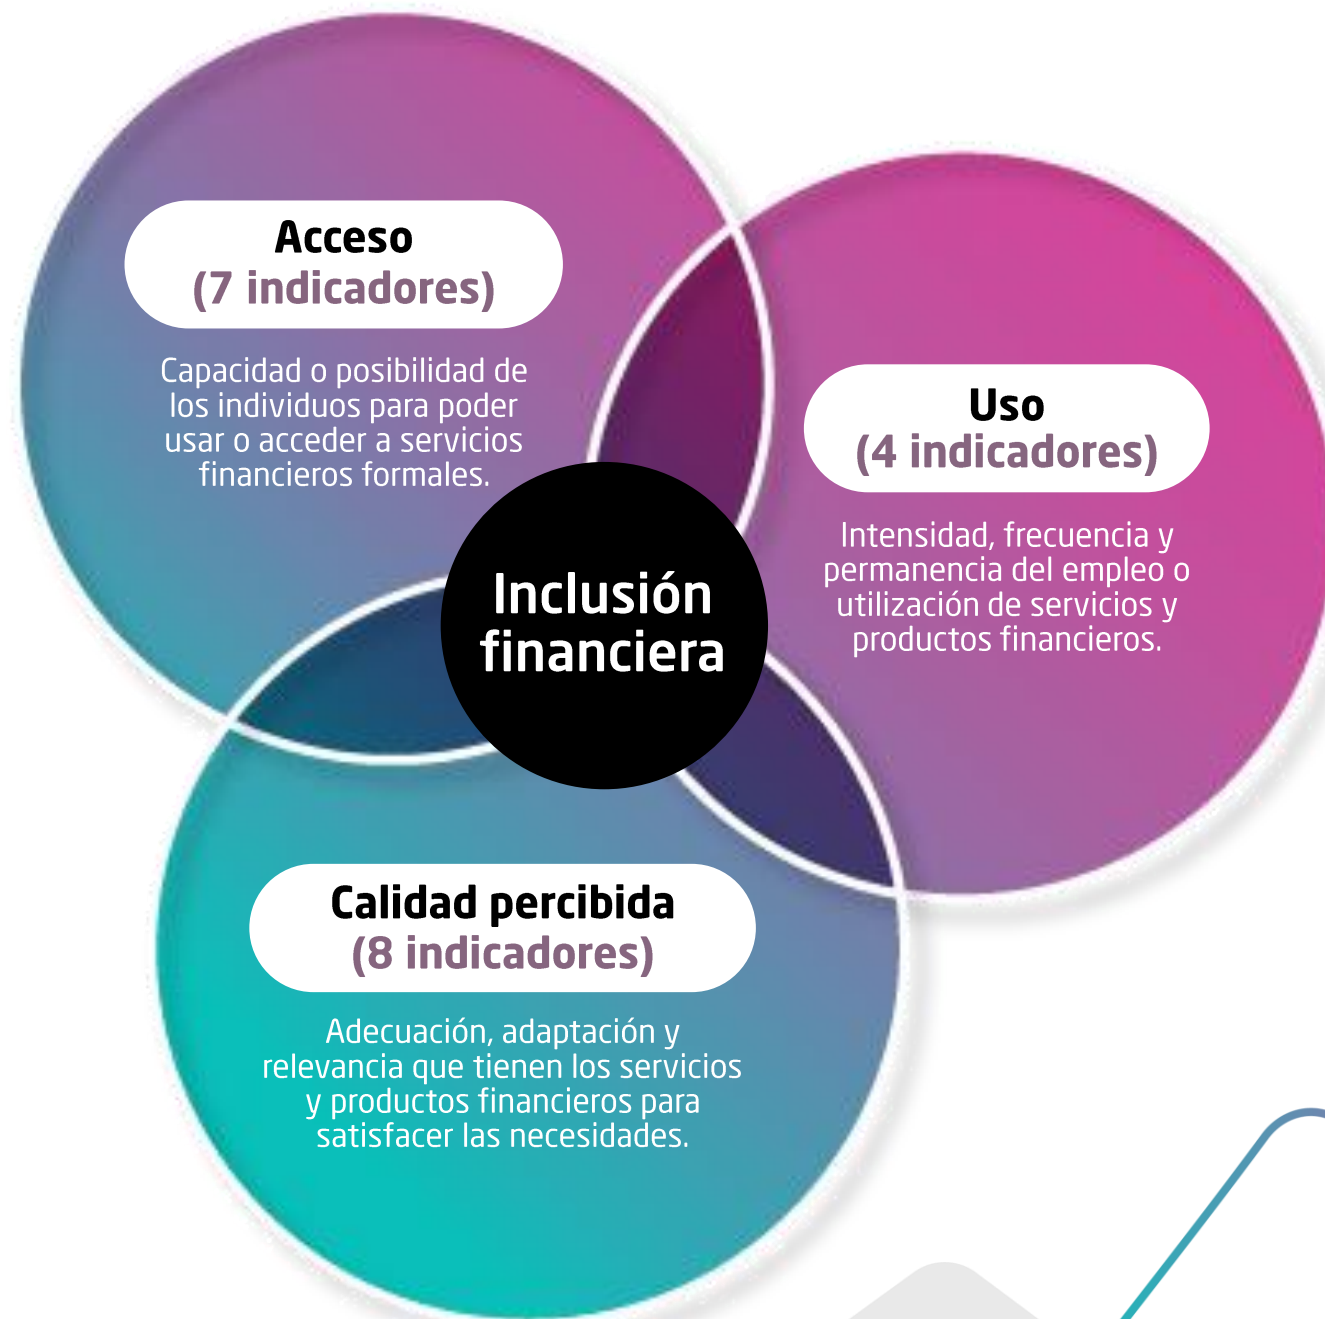 Acceso
(7 indicadores)
Capacidad o posibilidad de
los individuos para poder
usar o acceder a servicios
financieros formales.
Uso
(4 indicadores)
Intensidad, frecuencia y
permanencia del empleo o
utilización de servicios y
productos financieros.
Inclusión
financiera
Calidad percibida
(8 indicadores)
Adecuación, adaptación y
relevancia que tienen los servicios
y productos financieros para
satisfacer las necesidades.